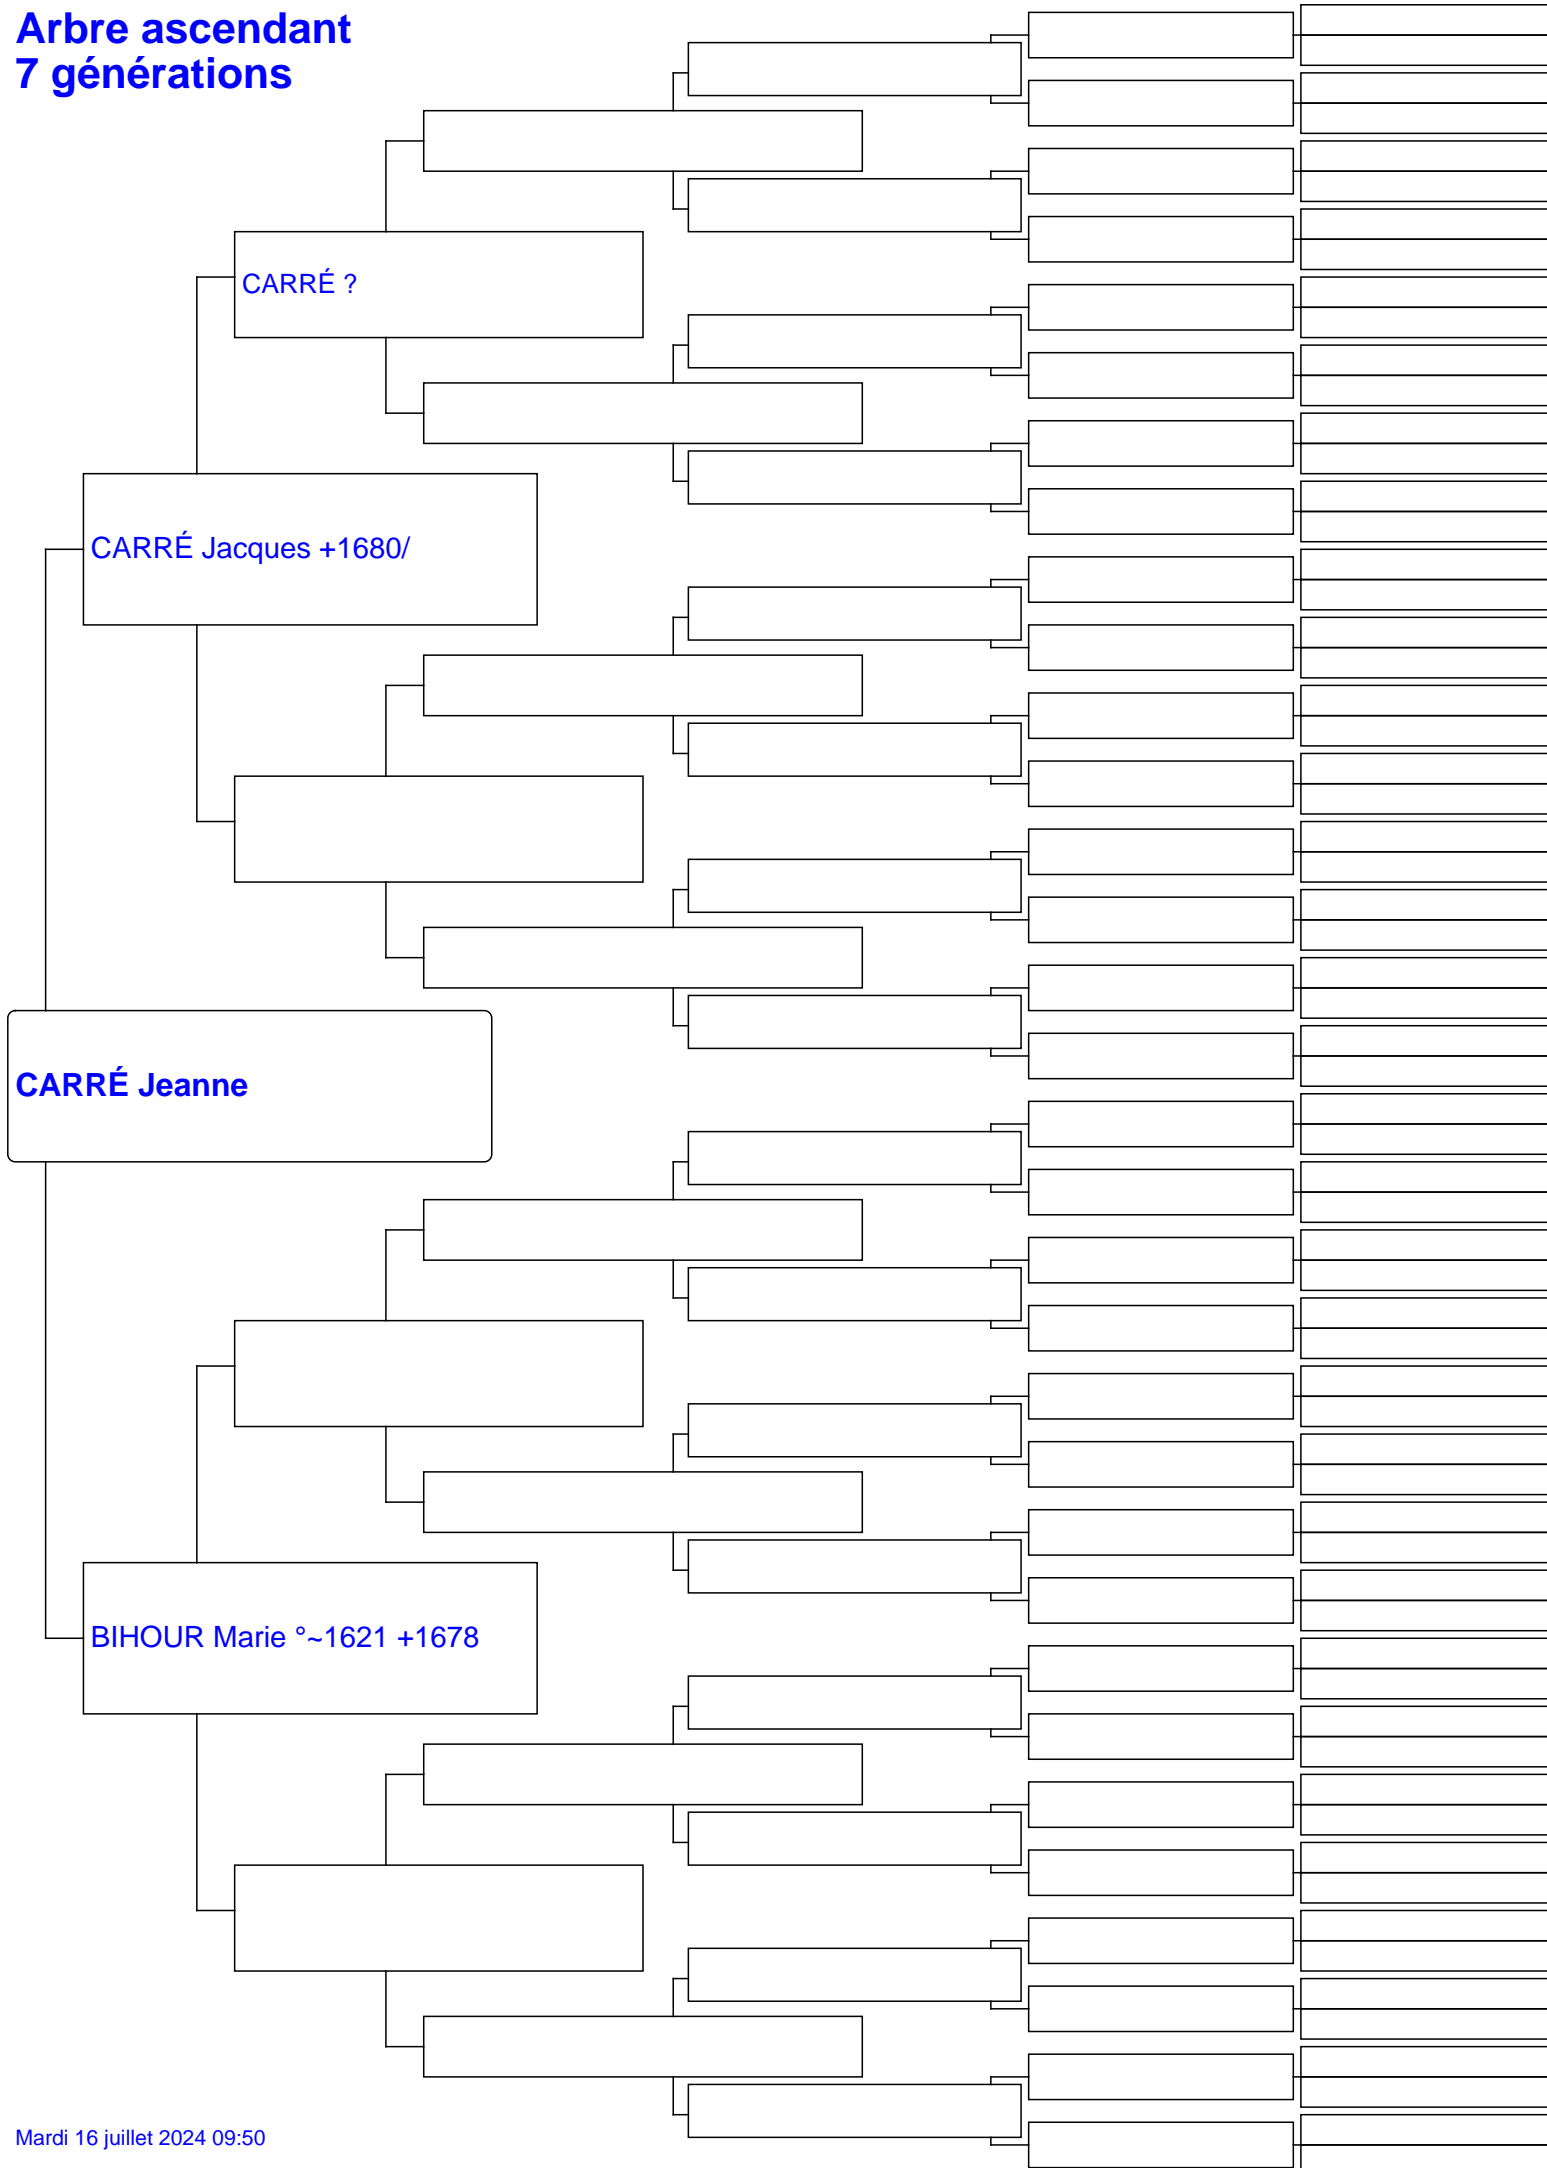 Arbre ascendant
7 générations
CARRÉ ?
CARRÉ Jacques +1680/
CARRÉ Jeanne
BIHOUR Marie °~1621 +1678
Mardi 16 juillet 2024 09:50